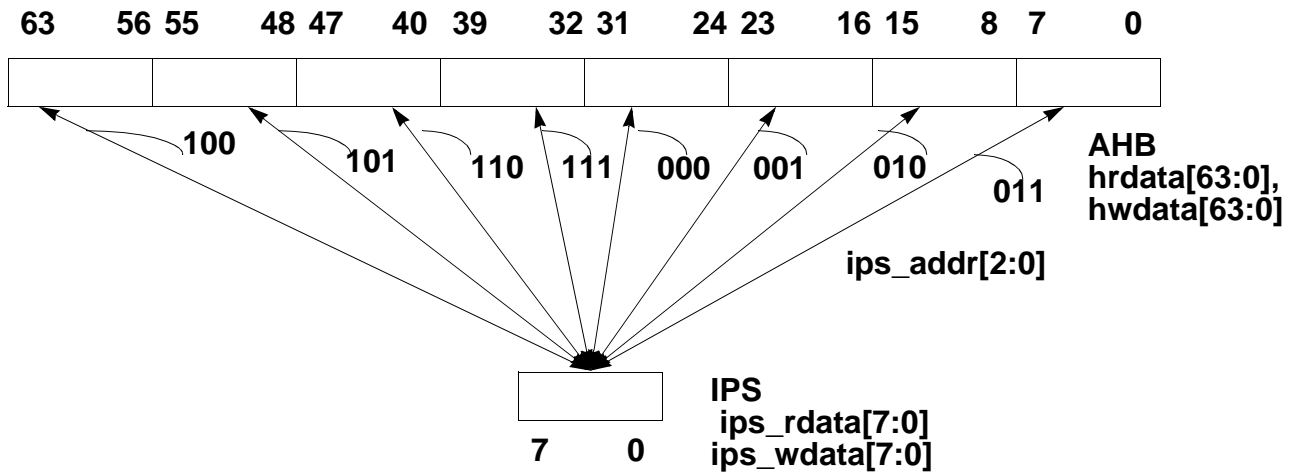 63 56 55 48 47 40 39 32 31 24 23 16 15 8 7 0
100 101 110 111 000 001 010 011
AHB
hrdata[63:0],
hwdata[63:0]
ips_addr[2:0]
IPS
ips_rdata[7:0]
7 0 ips_wdata[7:0]